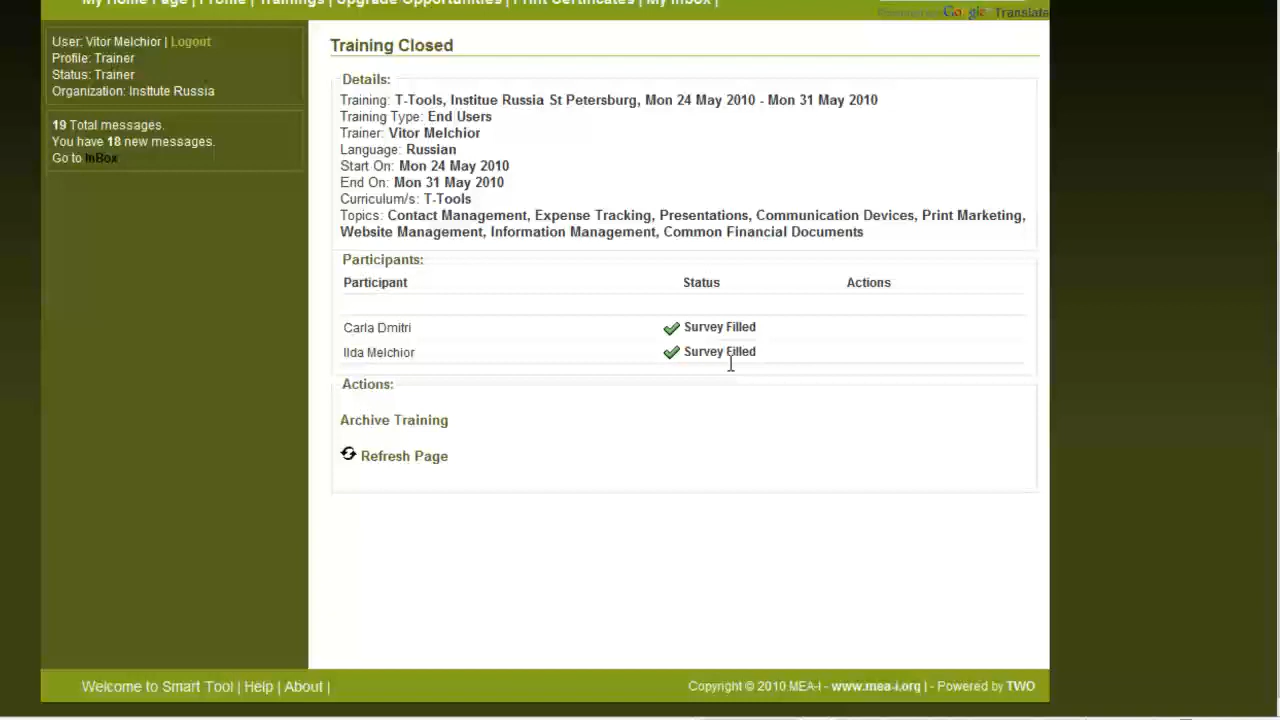 My Home Page | Profile | Trainings | Upgrade Opportunities | Print Certificates | My Inbox |
Google Translate
User: Vitor Melchior | Logout
Profile: Trainer
Status: Trainer
Organization: Insttute Russia
19 Total messages.
You have 18 new messages.
Go to InBox
Training Closed
Details:
Training: T-Tools, Institue Russia St Petersburg, Mon 24 May 2010 - Mon 31 May 2010
Training Type: End Users
Trainer: Vitor Melchior
Language: Russian
Start On: Mon 24 May 2010
End On: Mon 31 May 2010
Curriculum/s: T-Tools
Topics: Contact Management, Expense Tracking, Presentations, Communication Devices, Print Marketing,
Website Management, Information Management, Common Financial Documents
Participants:
Participant Status Actions
Carla Dmitri Survey Filled
Ilda Melchior Survey Filled
Actions:
Archive Training
Refresh Page
Welcome to Smart Tool | Help | About |
Copyright © 2010 MEA-I - www.mea-i.org | - Powered by TWO